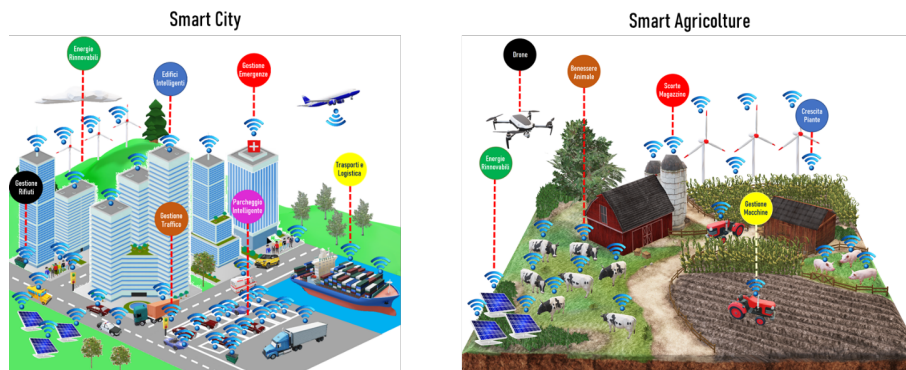 Smart City
Energie
Rinnovabili
Edifici
Intelligenti
Gestione
Emergenze
Gestione
Rifiuti
Gestione
Traffico
Parcheggio
Intelligente
Trasporti e
Logistica
Smart Agricolture
Drone
Benessere
Animale
Scorte
Magazzino
Crescita
Piante
Energie
Rinnovabili
Gestione
Macchine